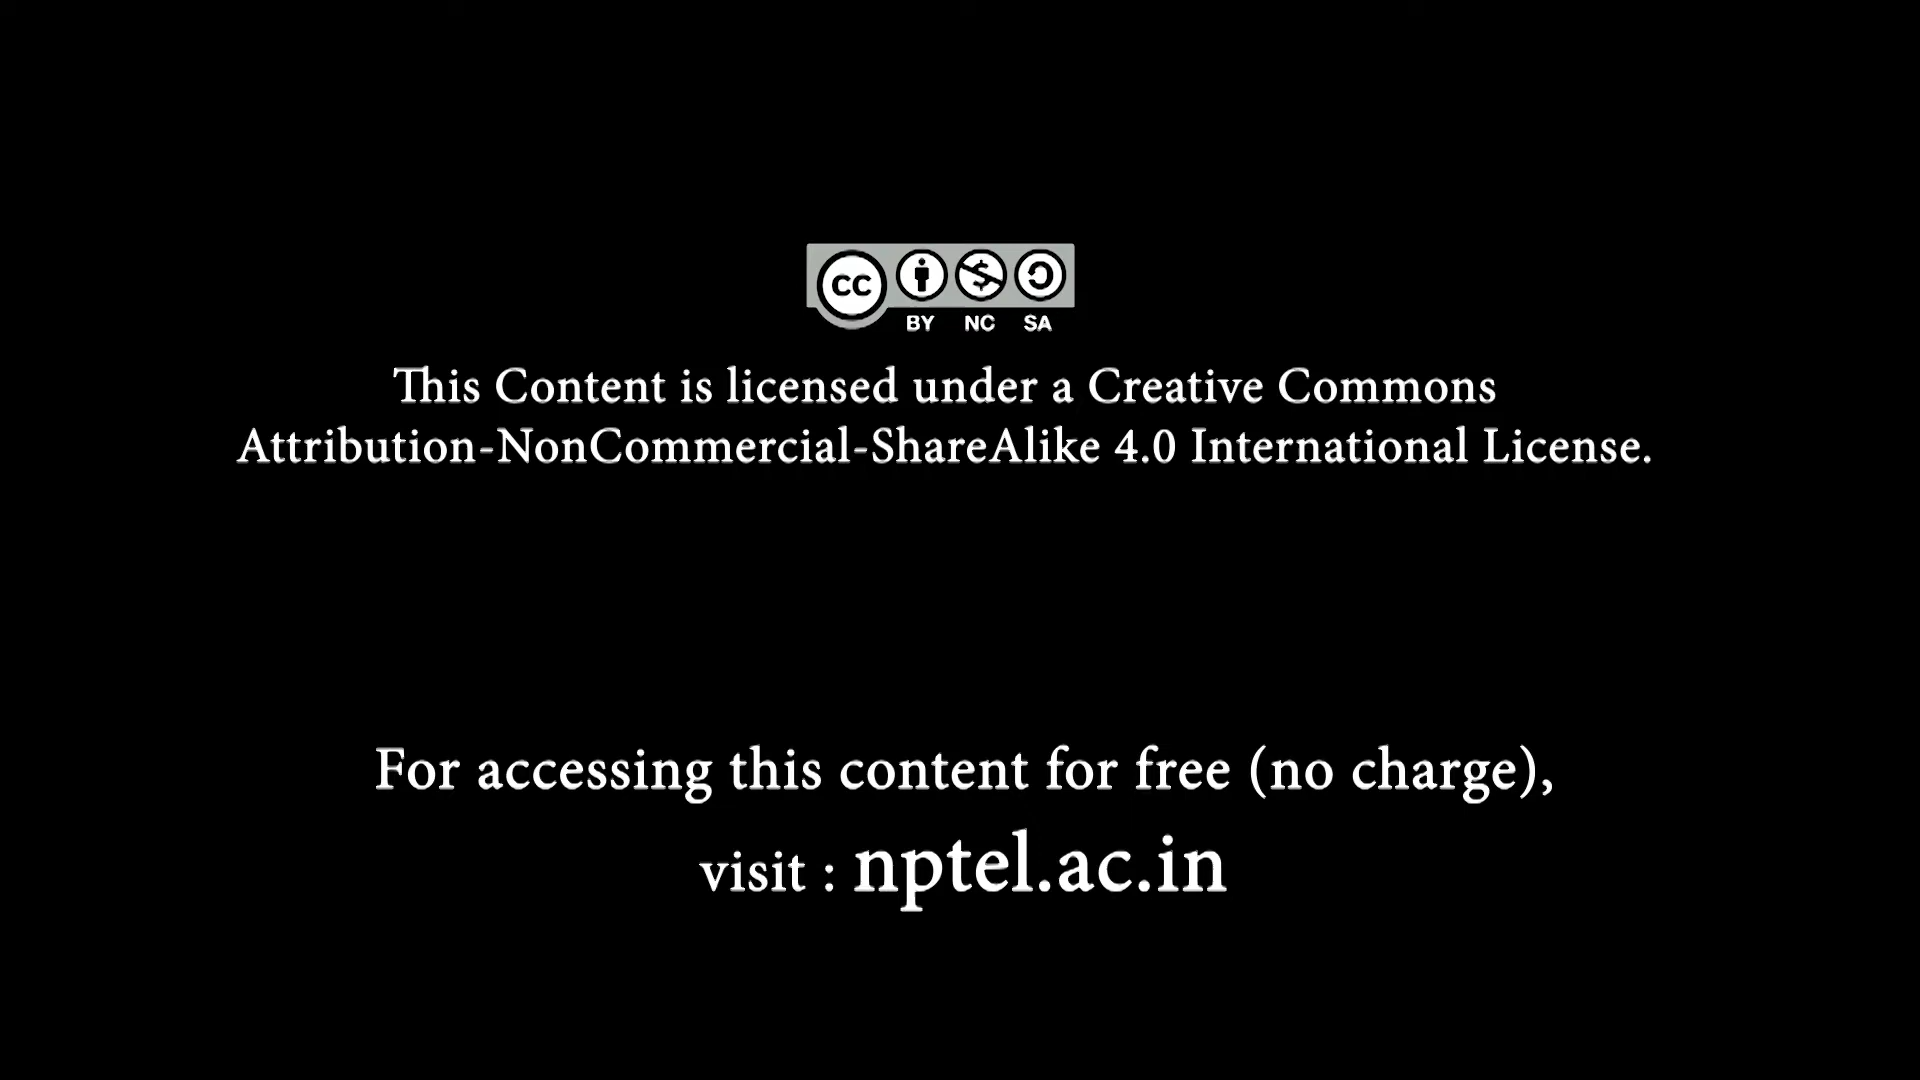 cc
BY NC SA
This Content is licensed under a Creative Commons
Attribution-NonCommercial-ShareAlike 4.0 International License.
For accessing this content for free (no charge),
visit : nptel.ac.in